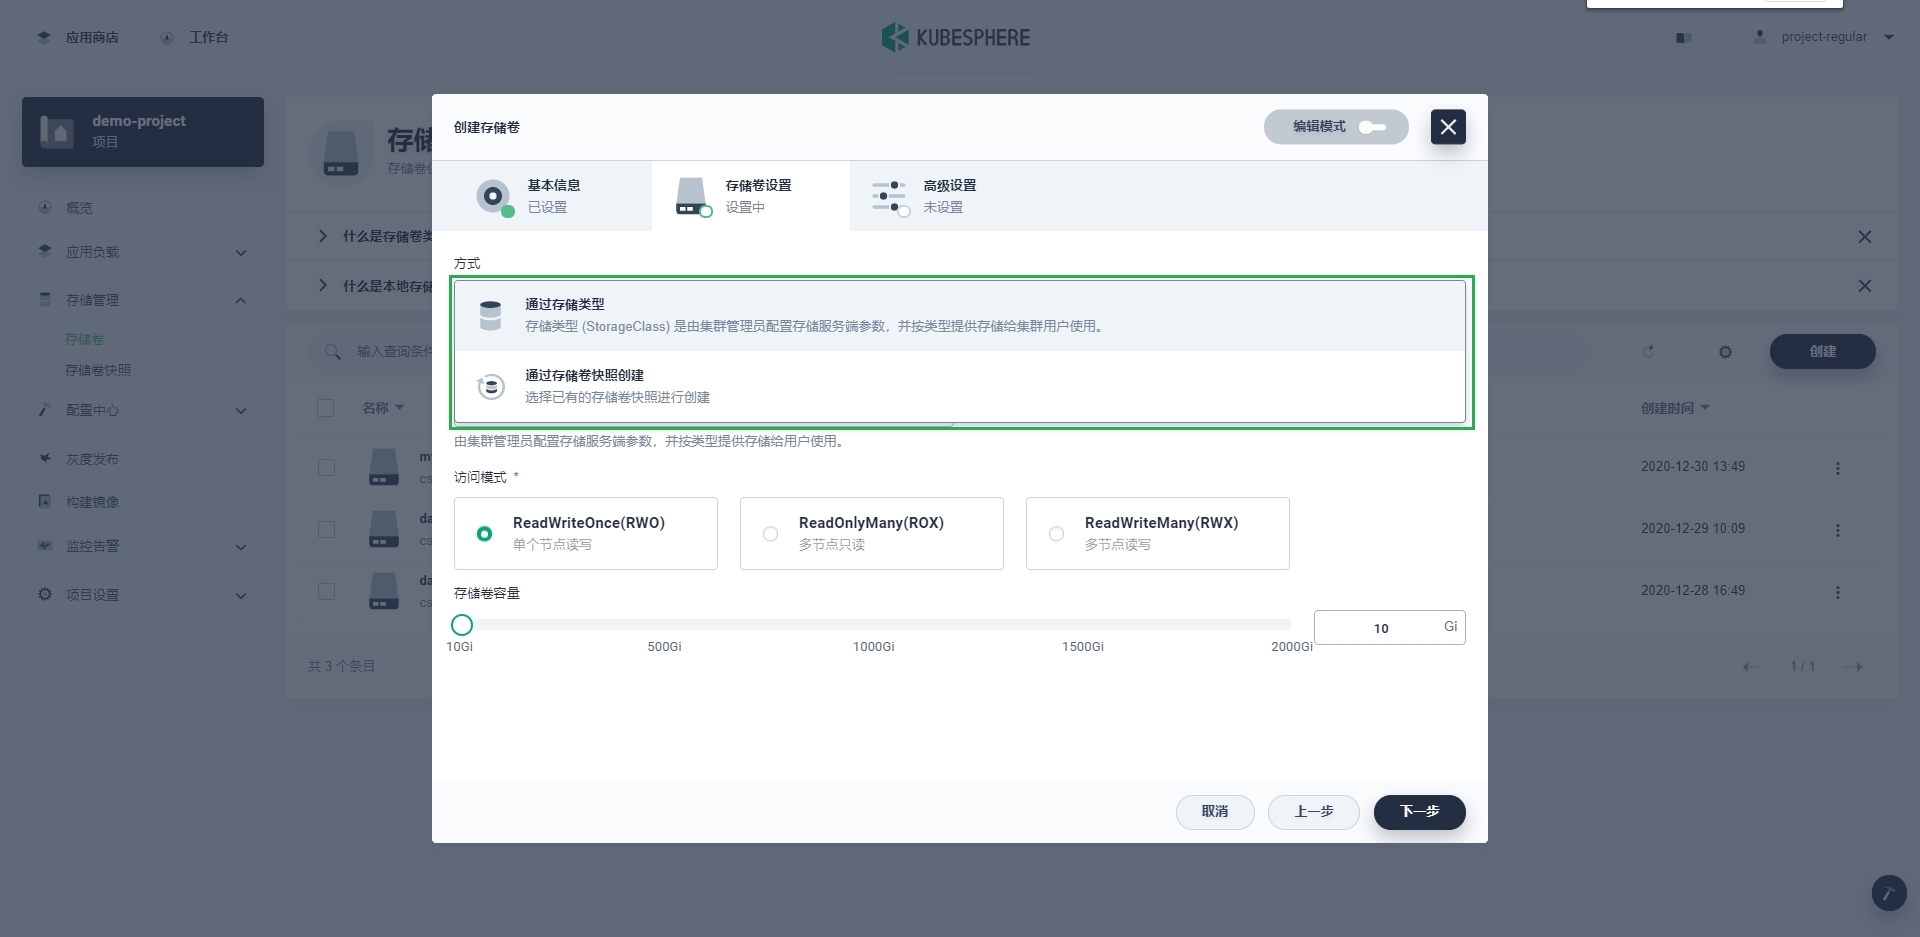 应用商店
工作台
KUBESPHERE
project-regular
demo-project
项目
概览
应用负载
存储管理
存储卷
存储卷快照
配置中心
灰度发布
构建镜像
监控告警
项目设置
存储
什么是存储卷类
什么是本地存储
输入查询条件
创建
名称
创建时间
2020-12-30 13:49
da
2020-12-29 10:09
da
2020-12-28 16:49
共 3 个条目
1 / 1
创建存储卷
编辑模式
基本信息
已设置
存储卷设置
设置中
高级设置
未设置
方式
通过存储类型
存储类型 (StorageClass) 是由集群管理员配置存储服务端参数，并按类型提供存储给集群用户使用。
通过存储卷快照创建
选择已有的存储卷快照进行创建
由集群管理员配置存储服务端参数，并按类型提供存储给用户使用。
访问模式 *
ReadWriteOnce(RWO)
单个节点读写
ReadOnlyMany(ROX)
多节点只读
ReadWriteMany(RWX)
多节点读写
存储卷容量
10Gi
500Gi
1000Gi
1500Gi
2000Gi
10 Gi
取消
上一步
下一步